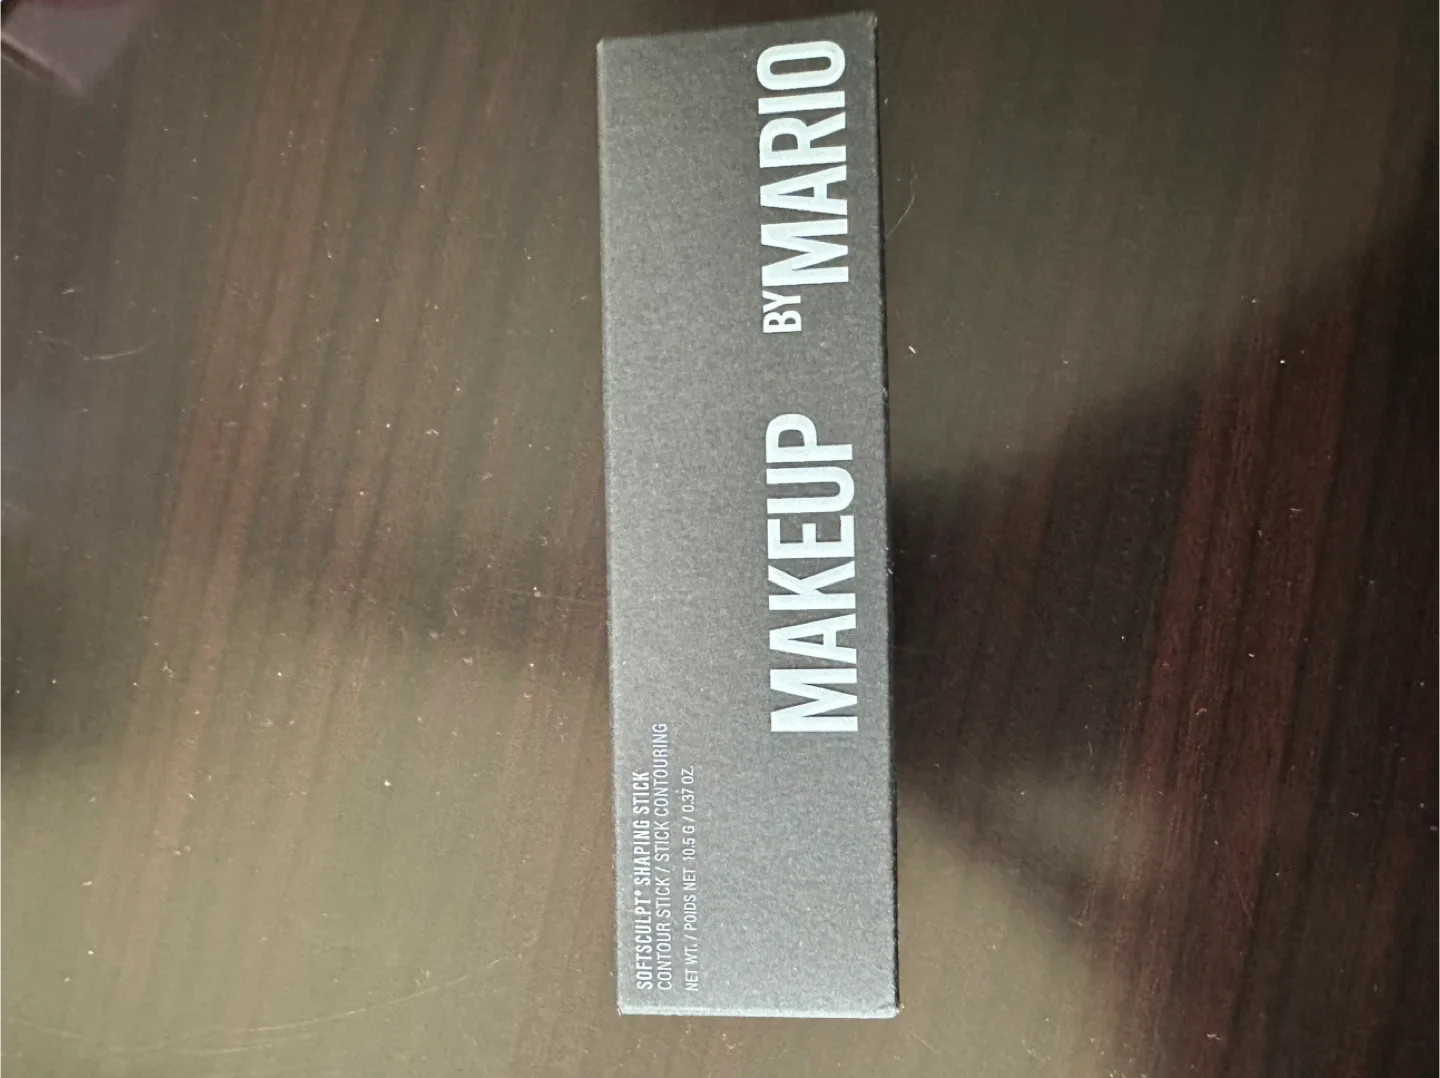 SOFTSCULPT® SHAPING STICK
CONTOUR STICK / STICK CONTOURING
NET WT. / POIDS NET 10.5 G / 0.37 OZ.
MAKEUP BY MARIO